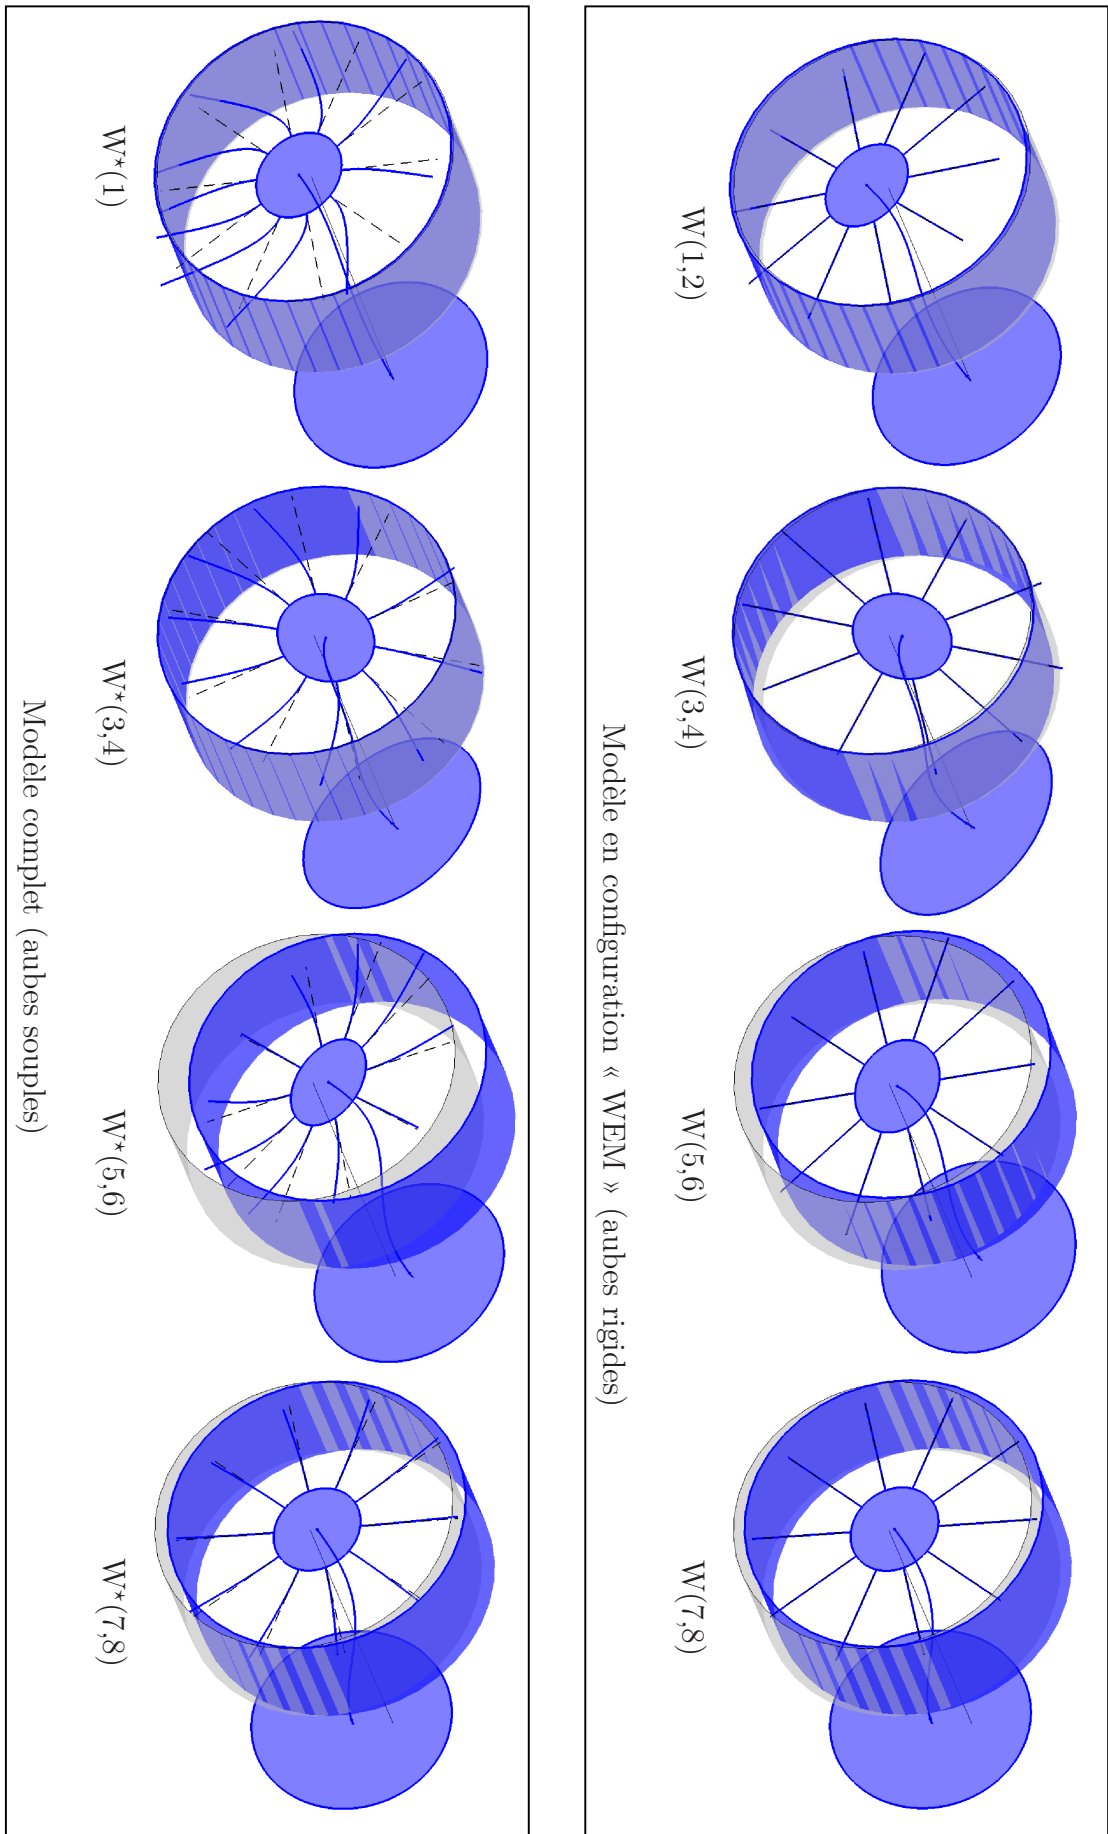 W(1,2)
W(3,4)
W(5,6)
W(7,8)
Modèle en configuration « WEM » (aubes rigides)
W*(1)
W*(3,4)
W*(5,6)
W*(7,8)
Modèle complet (aubes souples)